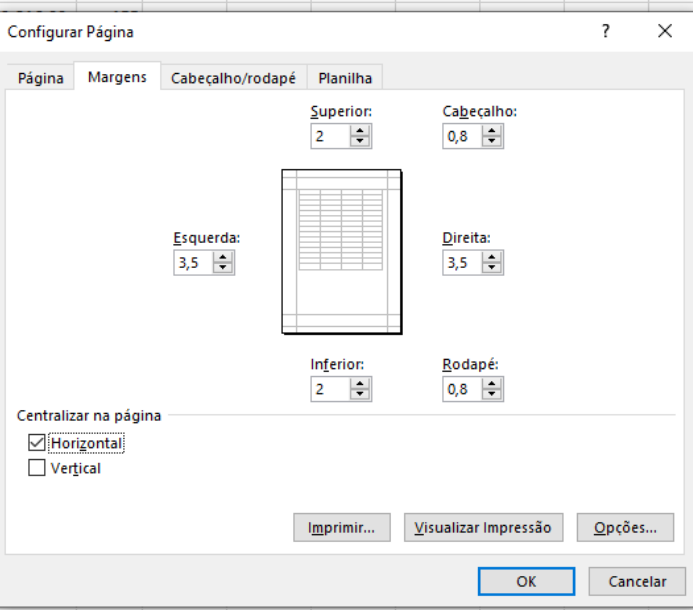 Configurar Página ? X
Página Margens Cabeçalho/rodapé Planilha
Superior: Cabeçalho:
2 0,8
Esquerda: Direita:
3,5 3,5
Inferior: Rodapé:
2 0,8
Centralizar na página
Horizontal
Vertical
Imprimir... Visualizar Impressão Opções...
OK Cancelar